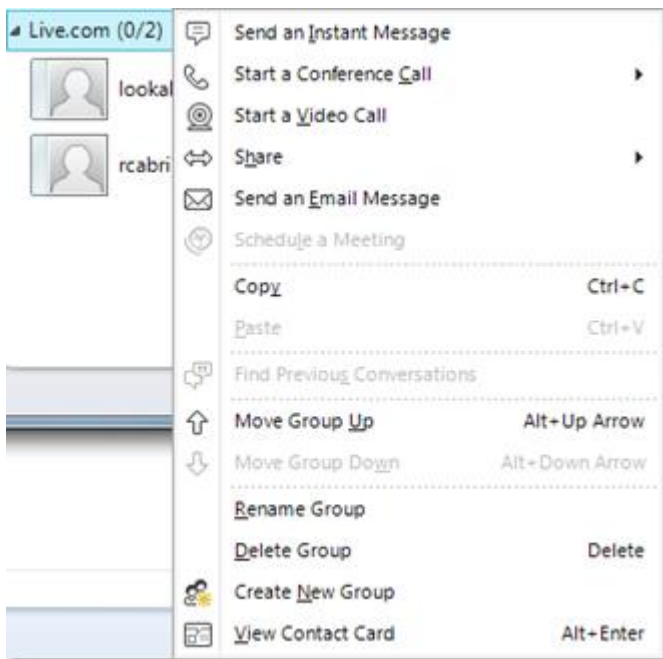 Live.com (0/2)
lookal
rcabri
Send an Instant Message
Start a Conference Call
Start a Video Call
Share
Send an Email Message
Schedule a Meeting
Copy Ctrl+C
Paste Ctrl+V
Find Previous Conversations
Move Group Up Alt+Up Arrow
Move Group Down Alt+Down Arrow
Rename Group
Delete Group Delete
Create New Group
View Contact Card Alt+Enter